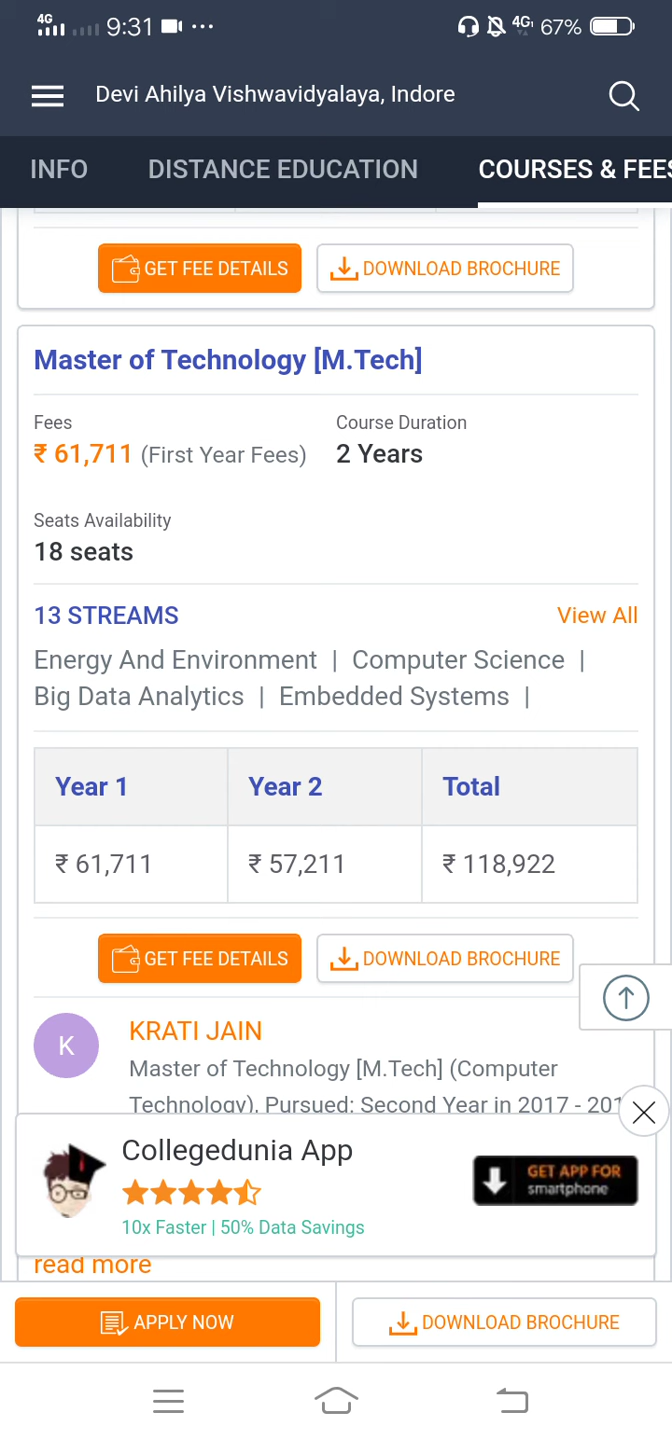 4G 9:31 ... 4G 67%
Devi Ahilya Vishwavidyalaya, Indore
INFO DISTANCE EDUCATION COURSES & FEES
GET FEE DETAILS DOWNLOAD BROCHURE
Master of Technology [M.Tech]
Fees Course Duration
₹ 61,711 (First Year Fees) 2 Years
Seats Availability
18 seats
13 STREAMS View All
Energy And Environment | Computer Science |
Big Data Analytics | Embedded Systems |
Year 1 Year 2 Total
₹ 61,711 ₹ 57,211 ₹ 118,922
GET FEE DETAILS DOWNLOAD BROCHURE
K KRATI JAIN
Master of Technology [M.Tech] (Computer
Technology), Pursued: Second Year in 2017 - 201
Collegedunia App
GET APP FOR
smartphone
10x Faster | 50% Data Savings
read more
APPLY NOW DOWNLOAD BROCHURE